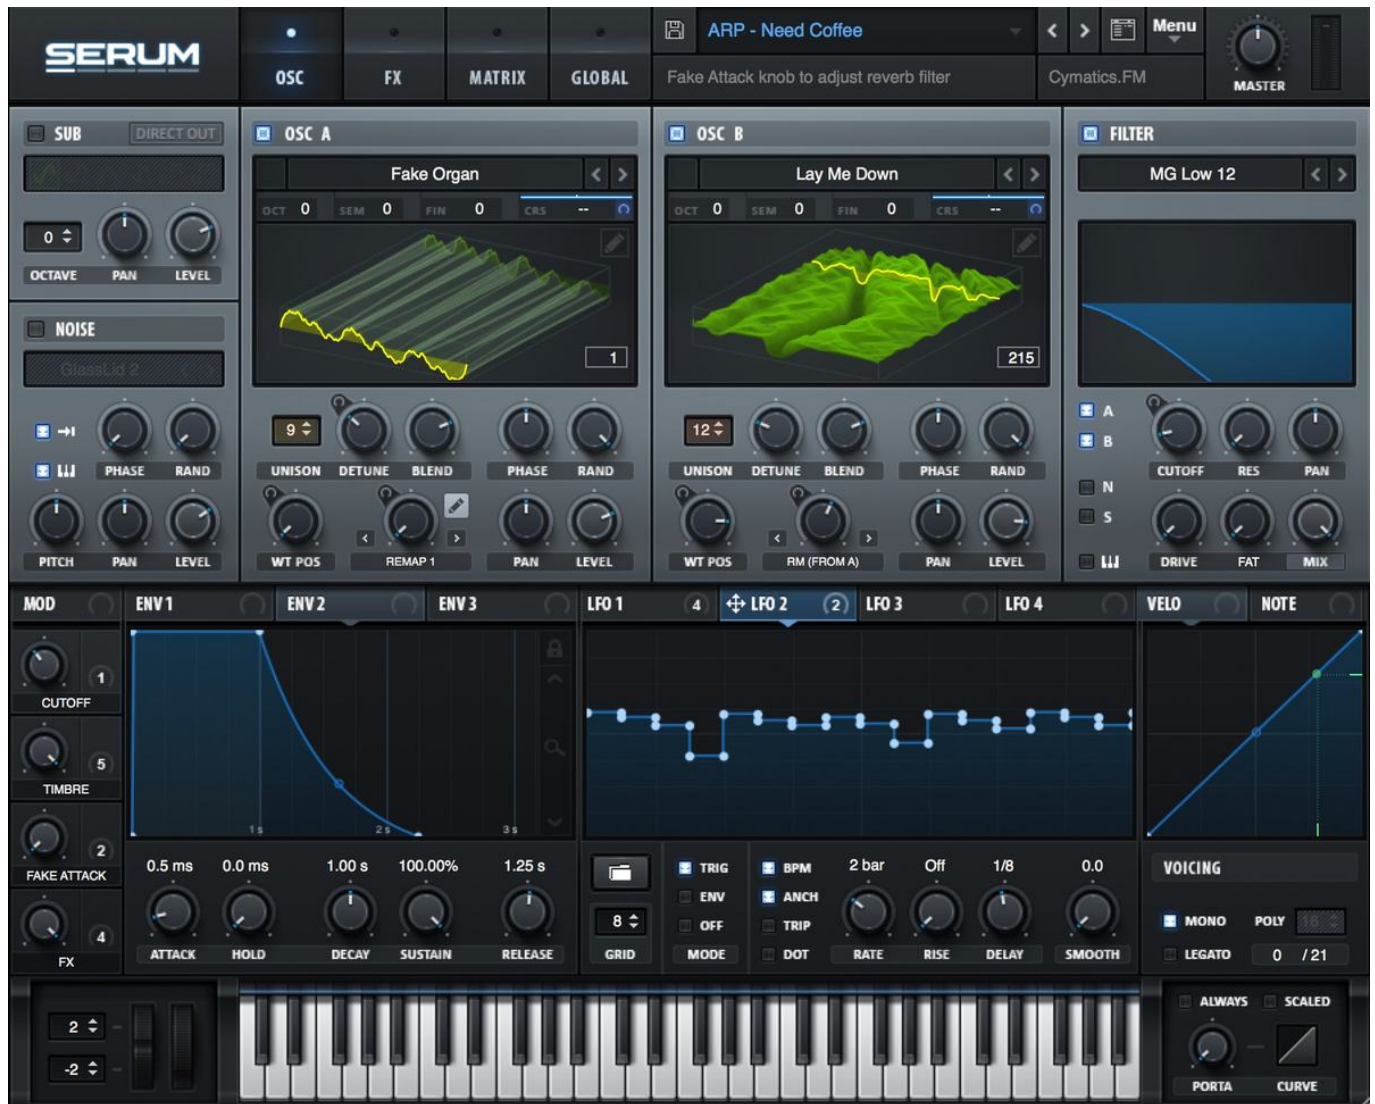 SERUM
OSC FX MATRIX GLOBAL
ARP - Need Coffee
Menu
Fake Attack knob to adjust reverb filter
Cymatics.FM
MASTER
SUB DIRECT OUT
0
OCTAVE PAN LEVEL
NOISE
GlassLid 2
PHASE RAND
PITCH PAN LEVEL
OSC A
Fake Organ
OCT 0 SEM 0 FIN 0 CRS --
1
9
UNISON DETUNE BLEND PHASE RAND
WT POS REMAP 1 PAN LEVEL
OSC B
Lay Me Down
OCT 0 SEM 0 FIN 0 CRS --
215
12
UNISON DETUNE BLEND PHASE RAND
WT POS RM (FROM A) PAN LEVEL
FILTER
MG Low 12
A
B
N
S
CUTOFF RES PAN
DRIVE FAT MIX
MOD ENV 1 ENV 2 ENV 3 LFO 1 4 LFO 2 2 LFO 3 LFO 4 VELO NOTE
1
CUTOFF
5
TIMBRE
2
FAKE ATTACK
4
FX
1 s 2 s 3 s
0.5 ms 0.0 ms 1.00 s 100.00% 1.25 s
ATTACK HOLD DECAY SUSTAIN RELEASE
8
GRID
TRIG
ENV
OFF
MODE
BPM
ANCH
TRIP
DOT
2 bar Off 1/8 0.0
RATE RISE DELAY SMOOTH
VOICING
MONO POLY 16
LEGATO 0 / 21
2
-2
ALWAYS SCALED
PORTA CURVE